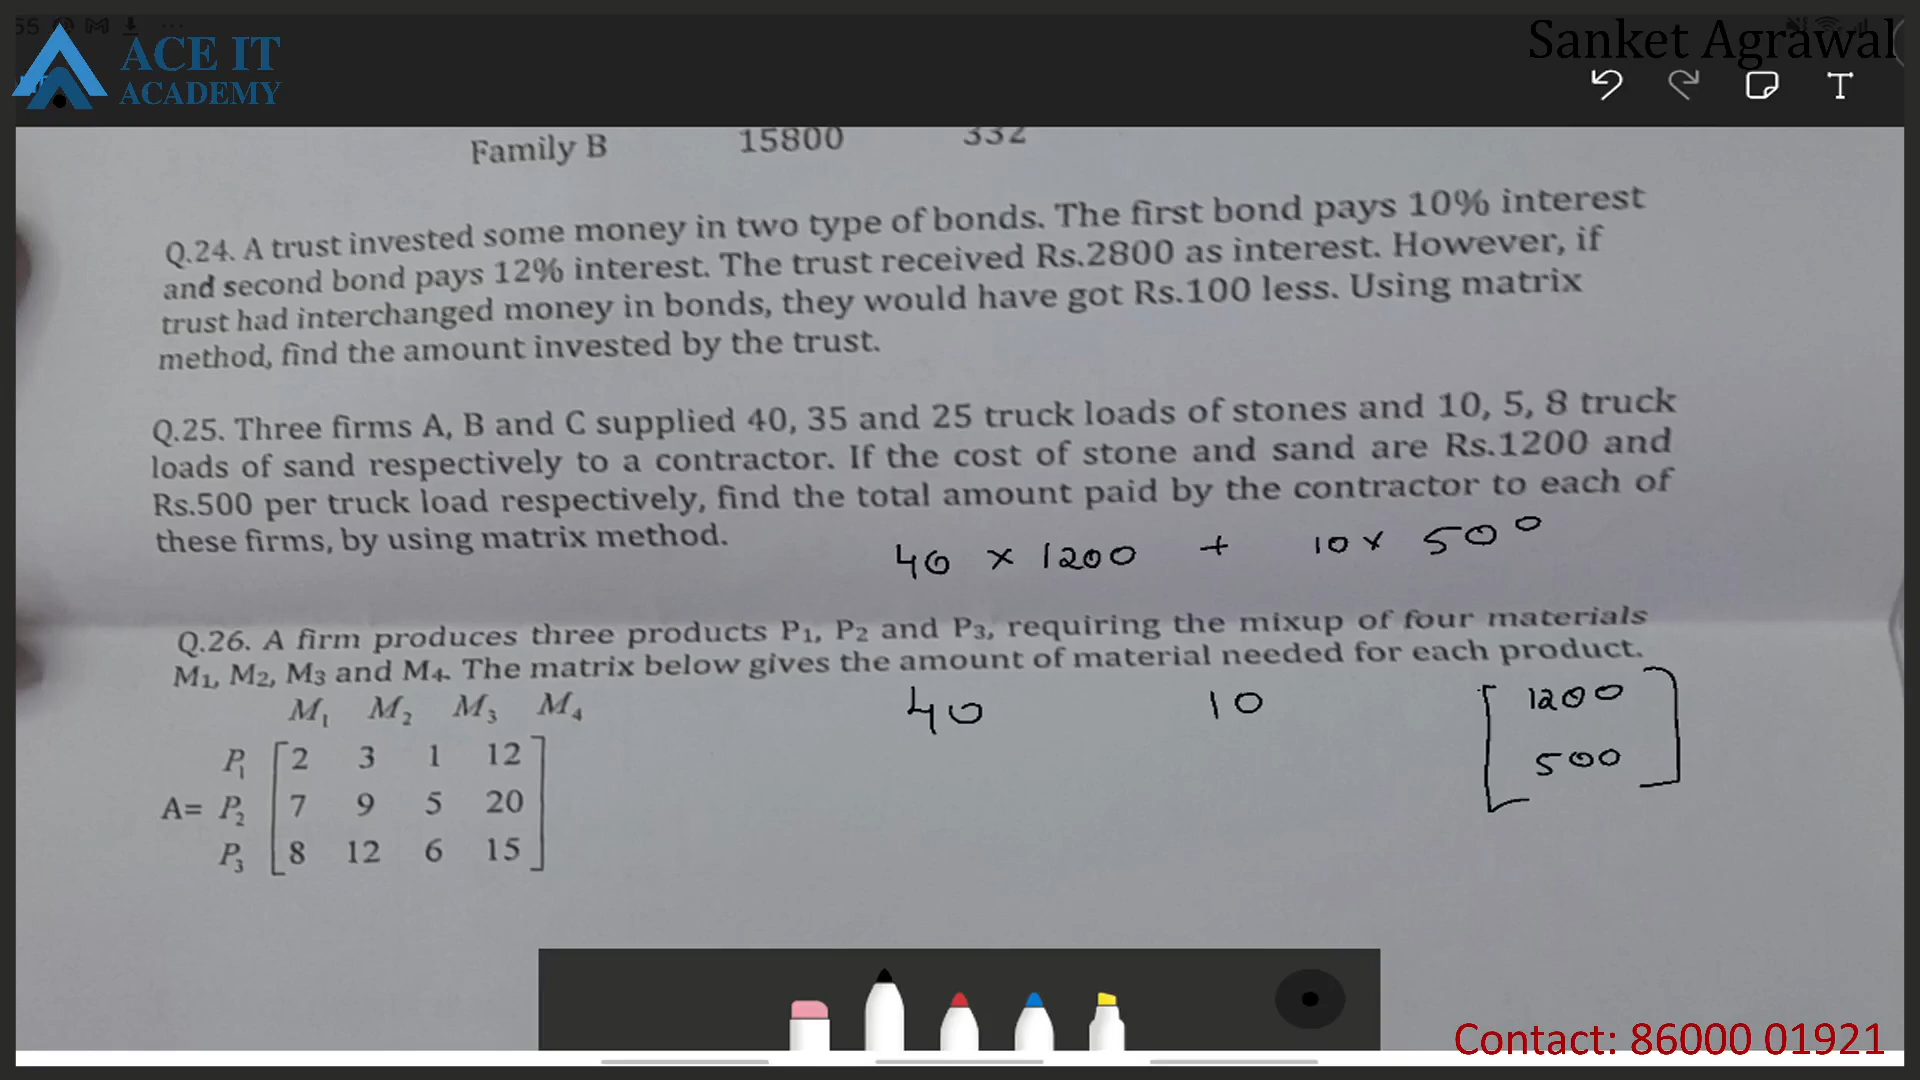 ACE IT
ACADEMY
Sanket Agrawal
T
Family B 15800 332
Q.24. A trust invested some money in two type of bonds. The first bond pays 10% interest
and second bond pays 12% interest. The trust received Rs.2800 as interest. However, if
trust had interchanged money in bonds, they would have got Rs.100 less. Using matrix
method, find the amount invested by the trust.
Q.25. Three firms A, B and C supplied 40, 35 and 25 truck loads of stones and 10, 5, 8 truck
loads of sand respectively to a contractor. If the cost of stone and sand are Rs.1200 and
Rs.500 per truck load respectively, find the total amount paid by the contractor to each of
these firms, by using matrix method.
40 × 1200 + 10 × 500
Q.26. A firm produces three products P₁, P₂ and P₃, requiring the mixup of four materials
M₁, M₂, M₃ and M₄. The matrix below gives the amount of material needed for each product.
M₁ M₂ M₃ M₄
40 10 1200
500
P₁ 2 3 1 12
A= P₂ 7 9 5 20
P₃ 8 12 6 15
Contact: 86000 01921